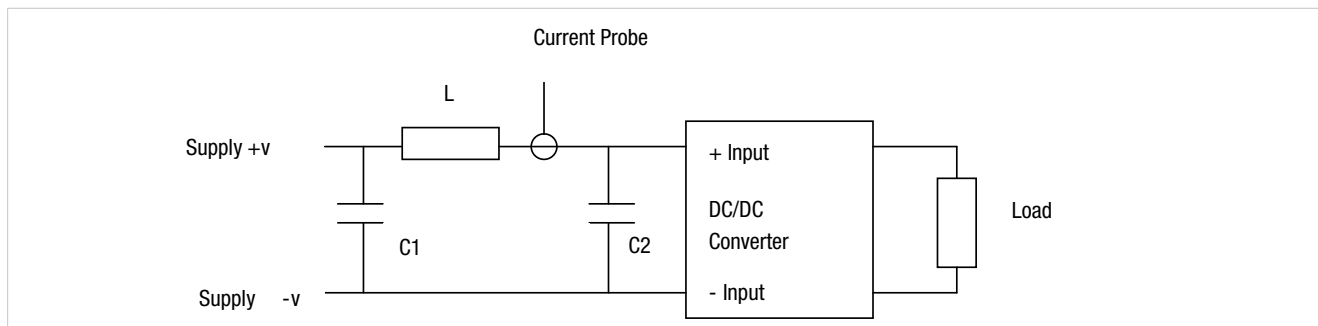 Current Probe
L
Supply +v
+ Input
DC/DC
Converter
Load
C1
C2
Supply -v
- Input